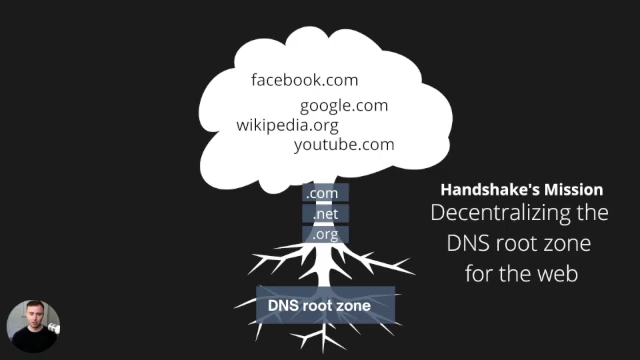 facebook.com
google.com
wikipedia.org
youtube.com
.com
.net
.org
DNS root zone
Handshake's Mission
Decentralizing the
DNS root zone
for the web